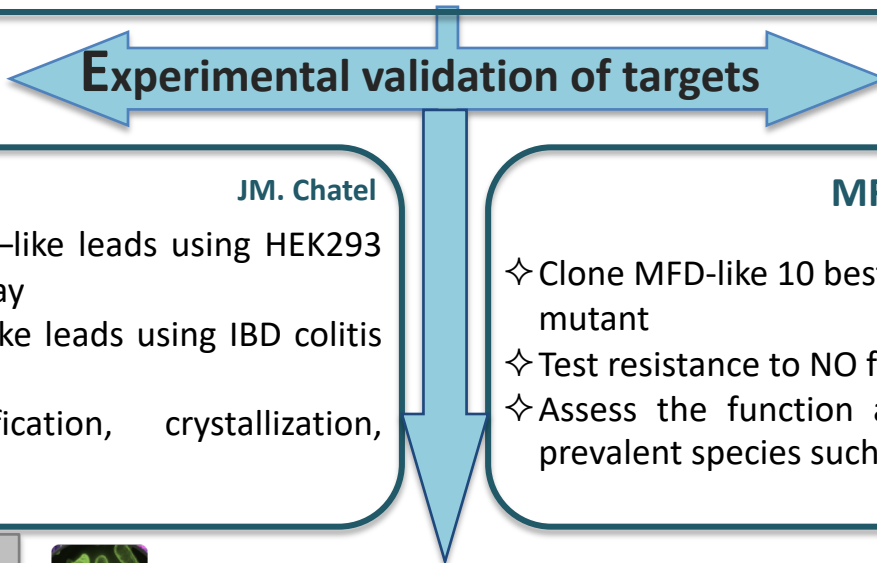 Experimental validation of targets
JM. Chatel
–like leads using HEK293
ay
ke leads using IBD colitis
fication, crystallization,
MF
✧ Clone MFD-like 10 best
mutant
✧ Test resistance to NO f
✧ Assess the function a
prevalent species such